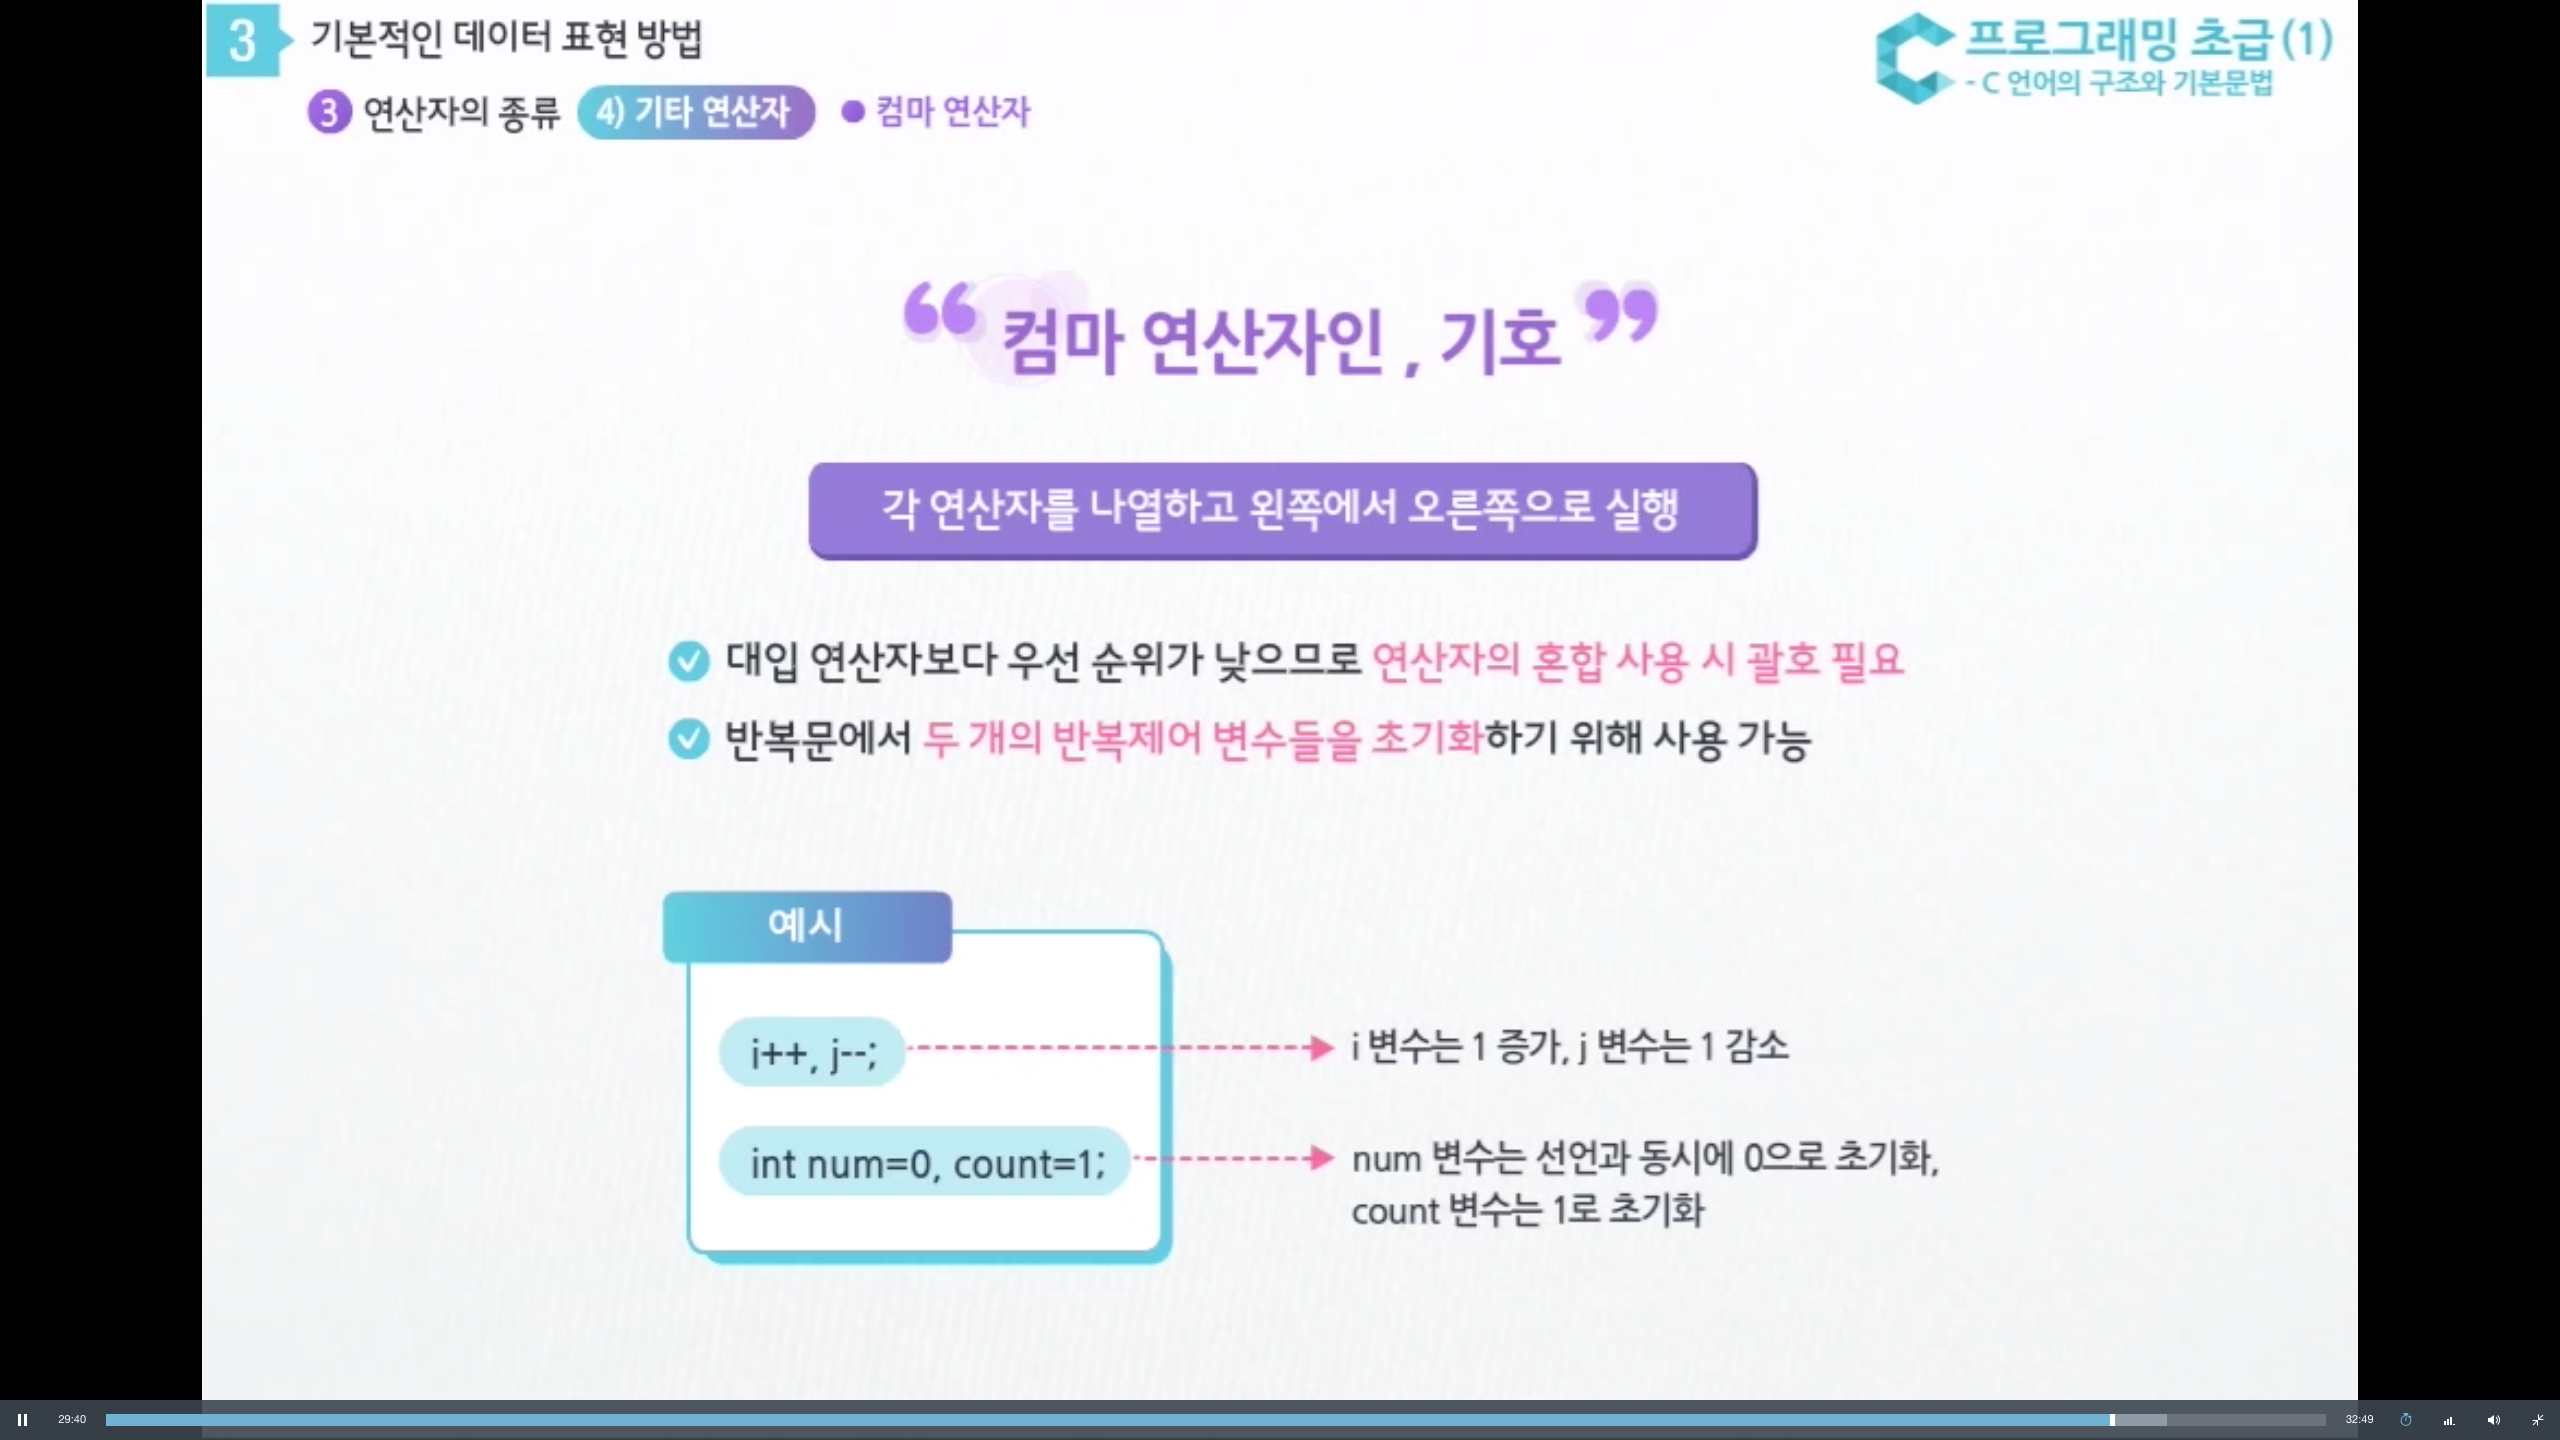 3 기본적인 데이터 표현 방법
3 연산자의 종류 4) 기타 연산자 ● 컴마 연산자
프로그래밍 초급(1)
- C 언어의 구조와 기본문법
“ 컴마 연산자인 , 기호 ”
각 연산자를 나열하고 왼쪽에서 오른쪽으로 실행
대입 연산자보다 우선 순위가 낮으므로 연산자의 혼합 사용 시 괄호 필요
반복문에서 두 개의 반복제어 변수들을 초기화하기 위해 사용 가능
예시
i++, j--;
i 변수는 1 증가, j 변수는 1 감소
int num=0, count=1;
num 변수는 선언과 동시에 0으로 초기화,
count 변수는 1로 초기화
29:40
32:49